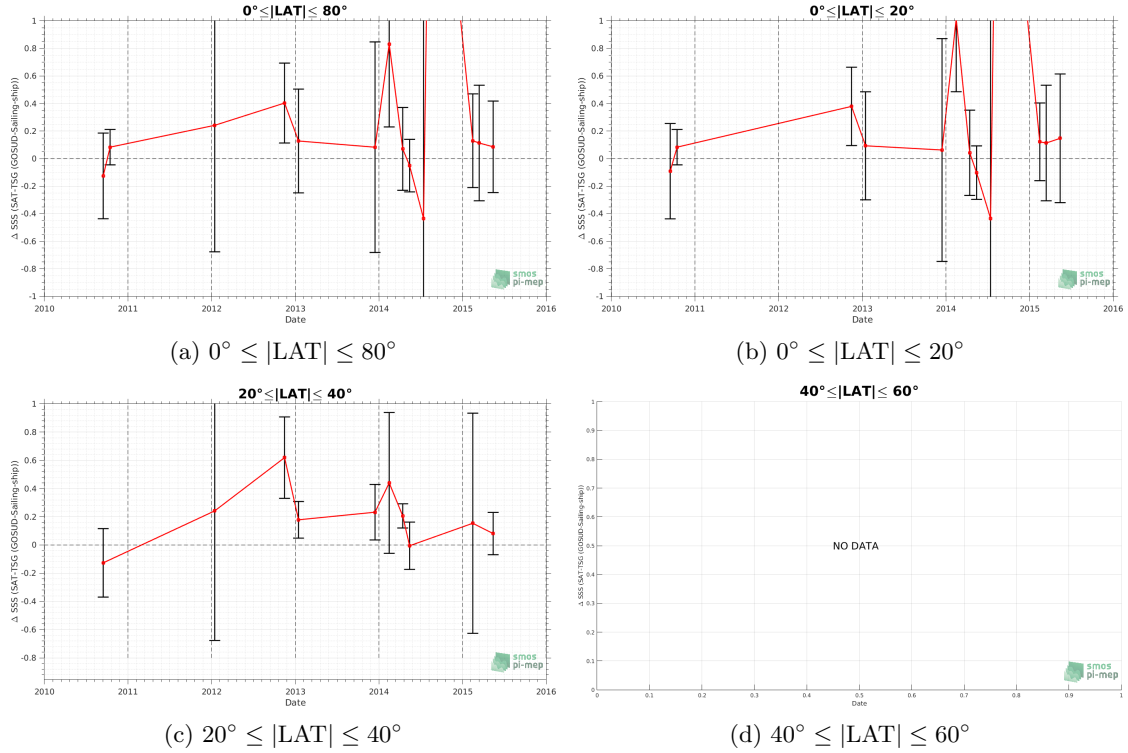 0°≤|LAT|≤ 80°
Δ SSS (SAT-TSG (GOSUD-Sailing-ship))
1
0.8
0.6
0.4
0.2
0
-0.2
-0.4
-0.6
-0.8
-1
2010 2011 2012 2013 2014 2015 2016
Date
smos
pi-mep
(a) 0° ≤ |LAT| ≤ 80°
0°≤|LAT|≤ 20°
Δ SSS (SAT-TSG (GOSUD-Sailing-ship))
1
0.8
0.6
0.4
0.2
0
-0.2
-0.4
-0.6
-0.8
-1
2010 2011 2012 2013 2014 2015 2016
Date
smos
pi-mep
(b) 0° ≤ |LAT| ≤ 20°
20°≤|LAT|≤ 40°
Δ SSS (SAT-TSG (GOSUD-Sailing-ship))
1
0.8
0.6
0.4
0.2
0
-0.2
-0.4
-0.6
-0.8
2010 2011 2012 2013 2014 2015 2016
Date
smos
pi-mep
(c) 20° ≤ |LAT| ≤ 40°
40°≤|LAT|≤ 60°
Δ SSS (SAT-TSG (GOSUD-Sailing-ship))
1
0.9
0.8
0.7
0.6
0.5
0.4
0.3
0.2
0.1
0
NO DATA
0 0.1 0.2 0.3 0.4 0.5 0.6 0.7 0.8 0.9 1
Date
smos
pi-mep
(d) 40° ≤ |LAT| ≤ 60°